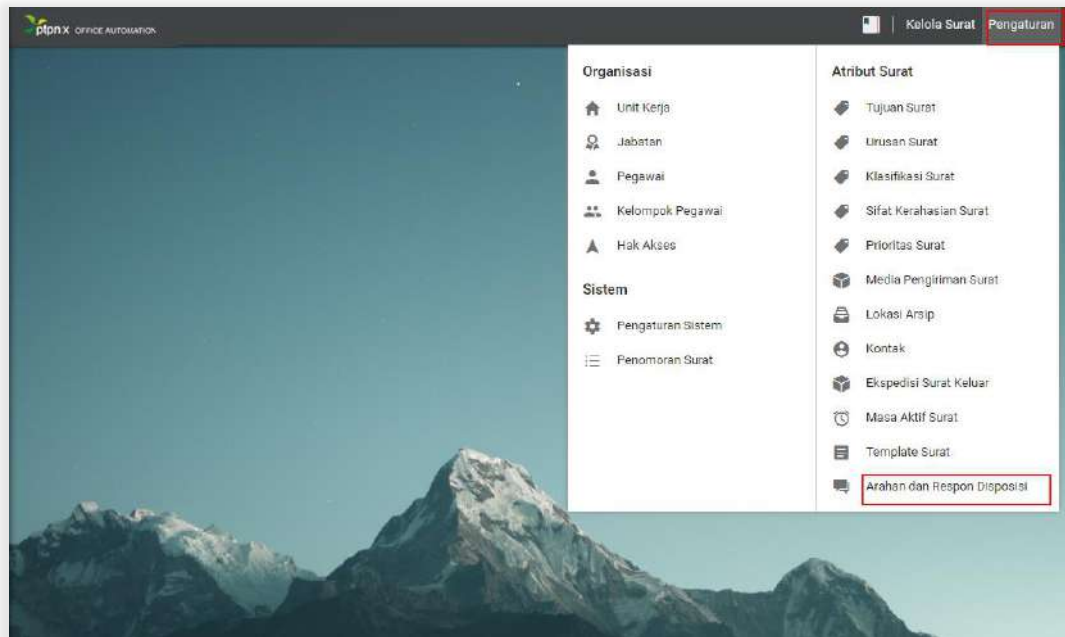 ptpnx OFFICE AUTOMATION
Kelola Surat
Pengaturan
Organisasi
Unit Kerja
Jabatan
Pegawai
Kelompok Pegawai
Hak Akses
Sistem
Pengaturan Sistem
Penomoran Surat
Atribut Surat
Tujuan Surat
Urusan Surat
Klasifikasi Surat
Sifat Kerahasian Surat
Prioritas Surat
Media Pengiriman Surat
Lokasi Arsip
Kontak
Ekspedisi Surat Keluar
Masa Aktif Surat
Template Surat
Arahan dan Respon Disposisi